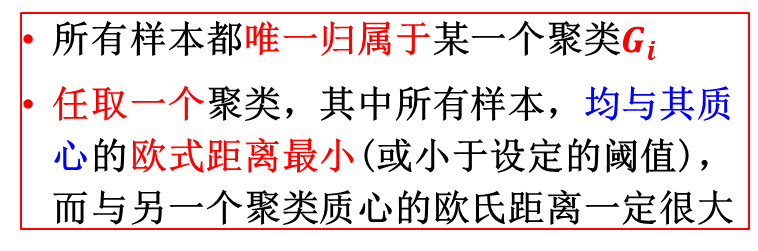 • 所有样本都唯一归属于某一个聚类G_i
• 任取一个聚类，其中所有样本，均与其质
心的欧式距离最小(或小于设定的阈值)，
而与另一个聚类质心的欧氏距离一定很大